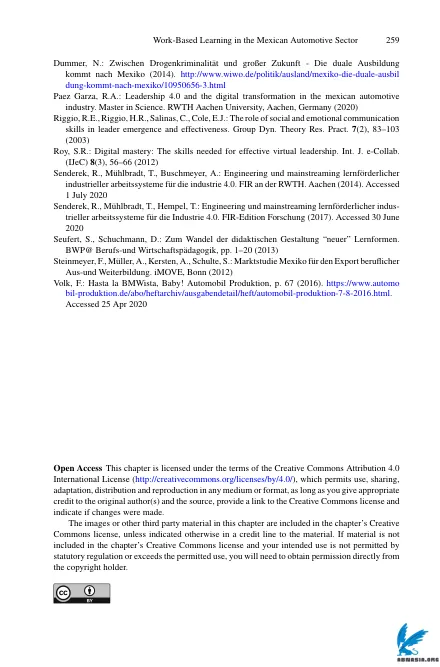 Work-Based Learning in the Mexican Automotive Sector 259
Dummer, N.: Zwischen Drogenkriminalität und großer Zukunft - Die duale Ausbildung
kommt nach Mexiko (2014). http://www.wiwo.de/politik/ausland/mexiko-die-duale-ausbil
dung-kommt-nach-mexiko/10950656-3.html
Paez Garza, R.A.: Leadership 4.0 and the digital transformation in the mexican automotive
industry. Master in Science. RWTH Aachen University, Aachen, Germany (2020)
Riggio, R.E., Riggio, H.R., Salinas, C., Cole, E.J.: The role of social and emotional communication
skills in leader emergence and effectiveness. Group Dyn. Theory Res. Pract. 7(2), 83–103
(2003)
Roy, S.R.: Digital mastery: The skills needed for effective virtual leadership. Int. J. e-Collab.
(IJeC) 8(3), 56–66 (2012)
Senderek, R., Mühlbradt, T., Buschmeyer, A.: Engineering und mainstreaming lernförderlicher
industrieller arbeitssysteme für die industrie 4.0. FIR an der RWTH. Aachen (2014). Accessed
1 July 2020
Senderek, R., Mühlbradt, T., Hempel, T.: Engineering und mainstreaming lernförderlicher indus-
trieller arbeitssysteme für die Industrie 4.0. FIR-Edition Forschung (2017). Accessed 30 June
2020
Seufert, S., Schuchmann, D.: Zum Wandel der didaktischen Gestaltung “neuer” Lernformen.
BWP@ Berufs-und Wirtschaftspädagogik, pp. 1–20 (2013)
Steinmeyer, F., Müller, A., Kersten, A., Schulte, S.: Marktstudie Mexiko für den Export beruflicher
Aus-und Weiterbildung. iMOVE, Bonn (2012)
Volk, F.: Hasta la BMWista, Baby! Automobil Produktion, p. 67 (2016). https://www.automo
bil-produktion.de/abo/heftarchiv/ausgabendetail/heft/automobil-produktion-7-8-2016.html.
Accessed 25 Apr 2020
Open Access This chapter is licensed under the terms of the Creative Commons Attribution 4.0
International License (http://creativecommons.org/licenses/by/4.0/), which permits use, sharing,
adaptation, distribution and reproduction in any medium or format, as long as you give appropriate
credit to the original author(s) and the source, provide a link to the Creative Commons license and
indicate if changes were made.
The images or other third party material in this chapter are included in the chapter’s Creative
Commons license, unless indicated otherwise in a credit line to the material. If material is not
included in the chapter’s Creative Commons license and your intended use is not permitted by
statutory regulation or exceeds the permitted use, you will need to obtain permission directly from
the copyright holder.
cc BY